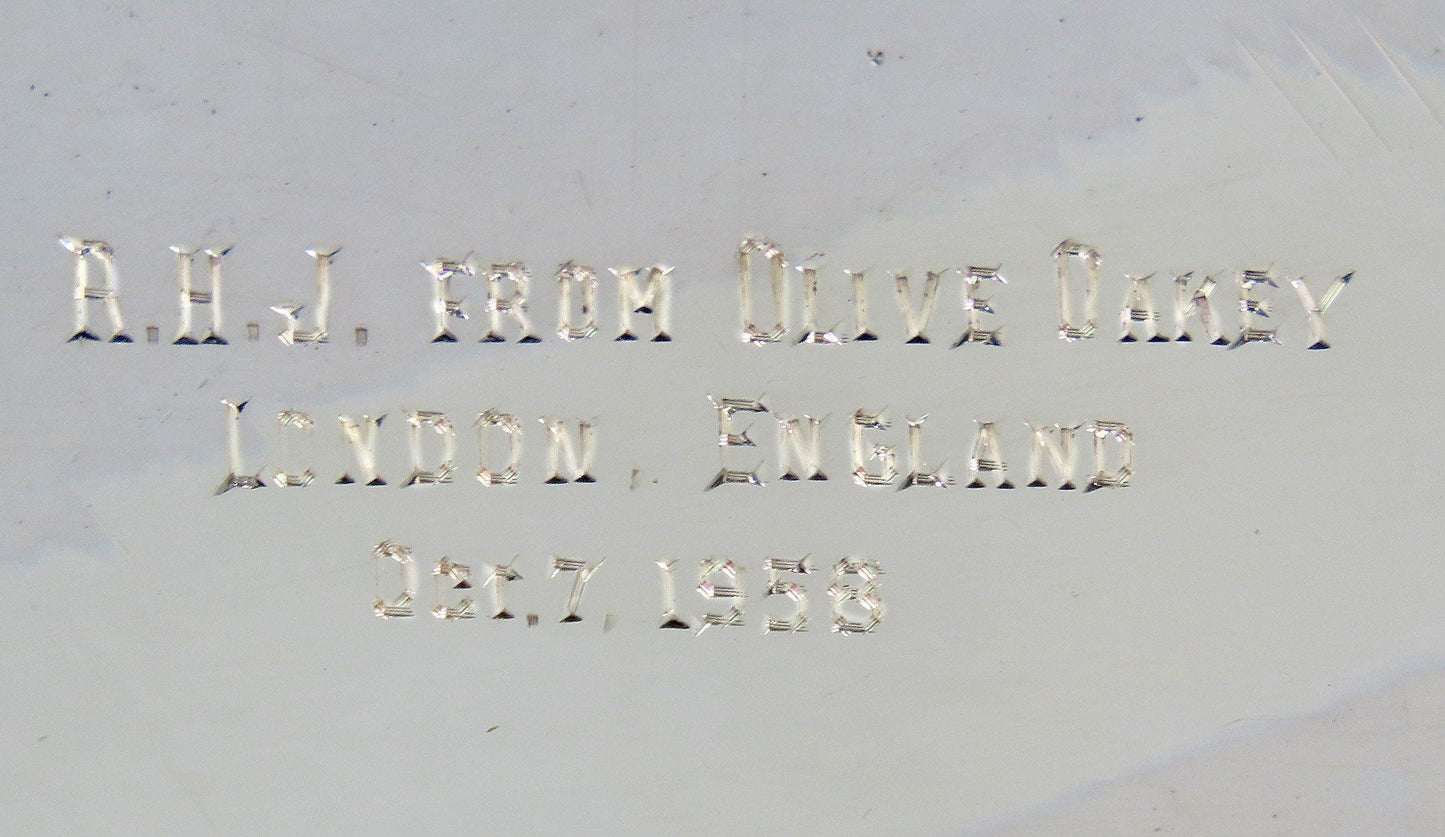 A.H.J. FROM OLIVE OAKEY
LONDON, ENGLAND
OCT. 7, 1958